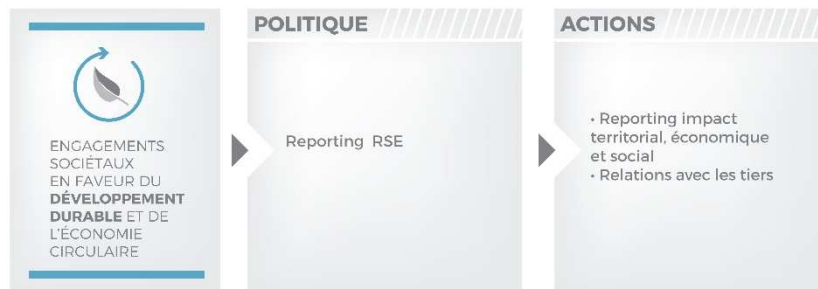 ENGAGEMENTS
SOCIÉTAUX
EN FAVEUR DU
DÉVELOPPEMENT
DURABLE ET DE
L'ÉCONOMIE
CIRCULAIRE
POLITIQUE
Reporting RSE
ACTIONS
• Reporting impact
territorial, économique
et social
• Relations avec les tiers